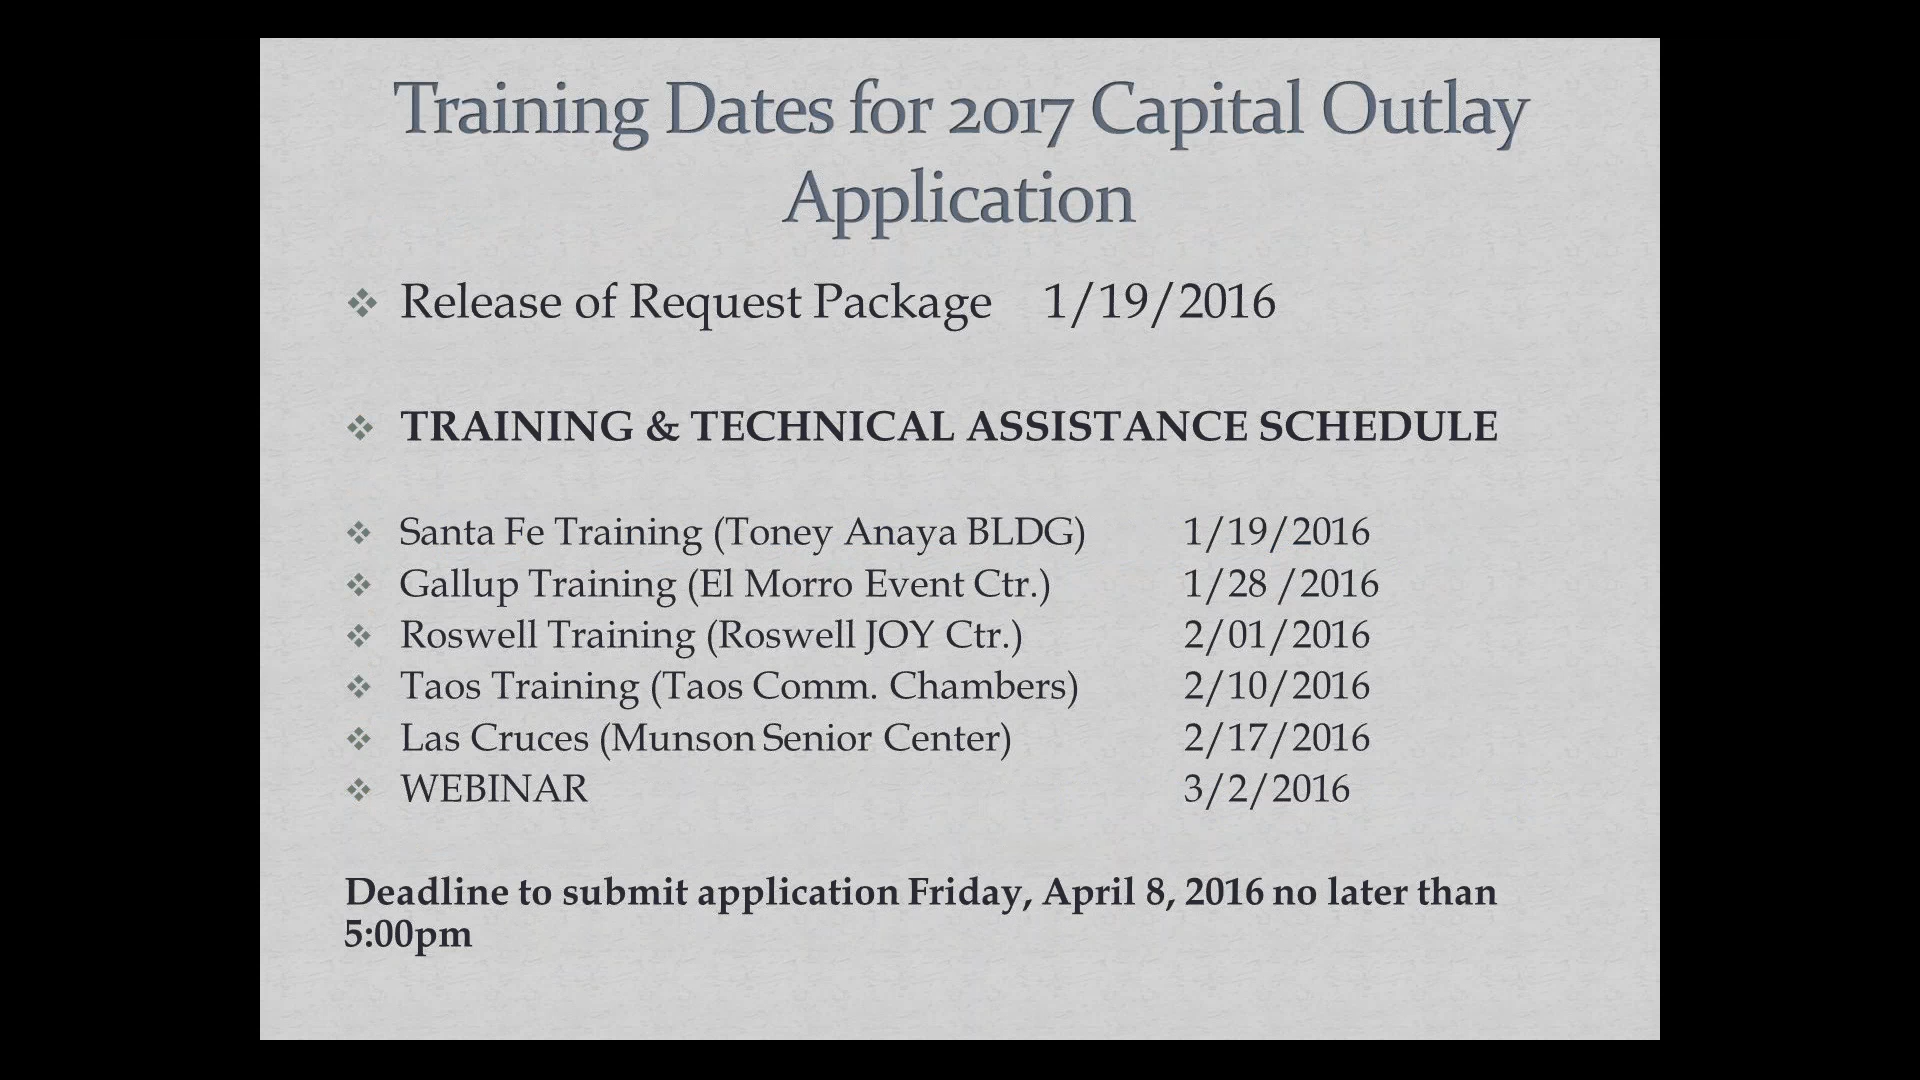 Training Dates for 2017 Capital Outlay
Application
Release of Request Package 1/19/2016
TRAINING & TECHNICAL ASSISTANCE SCHEDULE
Santa Fe Training (Toney Anaya BLDG) 1/19/2016
Gallup Training (El Morro Event Ctr.) 1/28 /2016
Roswell Training (Roswell JOY Ctr.) 2/01/2016
Taos Training (Taos Comm. Chambers) 2/10/2016
Las Cruces (Munson Senior Center) 2/17/2016
WEBINAR 3/2/2016
Deadline to submit application Friday, April 8, 2016 no later than
5:00pm